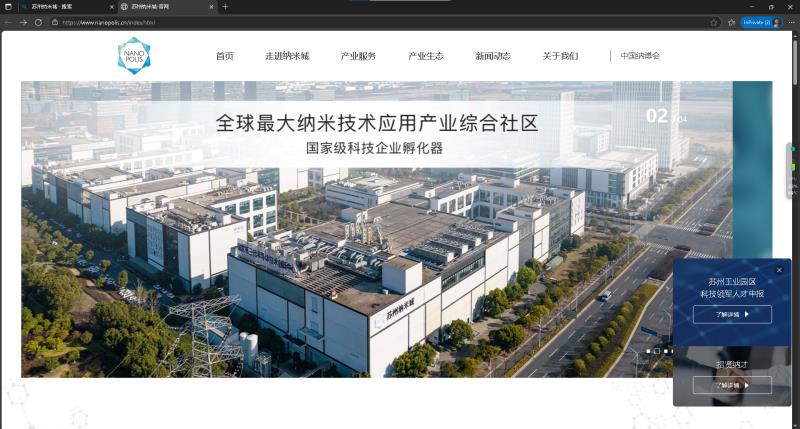 苏州纳米城 - 搜索
苏州纳米城-官网
https://www.nanopolis.cn/index.html
InPrivate (2)
NANO
POLIS
首页
走进纳米城
产业服务
产业生态
新闻动态
关于我们
中国纳博会
全球最大纳米技术应用产业综合社区
国家级科技企业孵化器
02 / 04
苏州纳米城
苏州工业园区
科技领军人才申报
了解详情
招贤纳才
了解详情